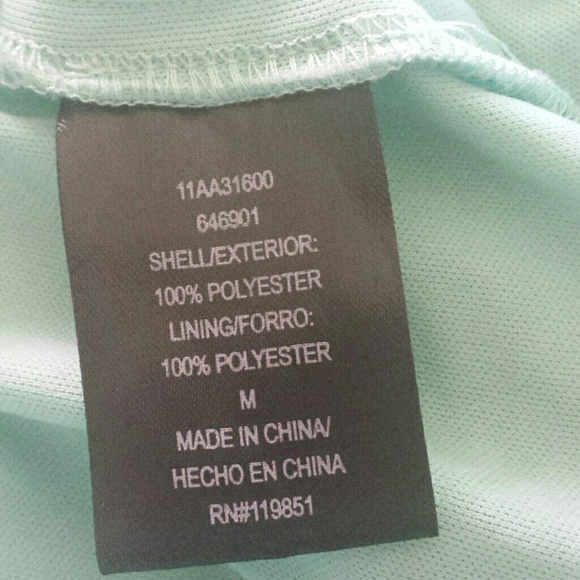 11AA31600
646901
SHELL/EXTERIOR:
100% POLYESTER
LINING/FORRO:
100% POLYESTER
M
MADE IN CHINA/
HECHO EN CHINA
RN#119851